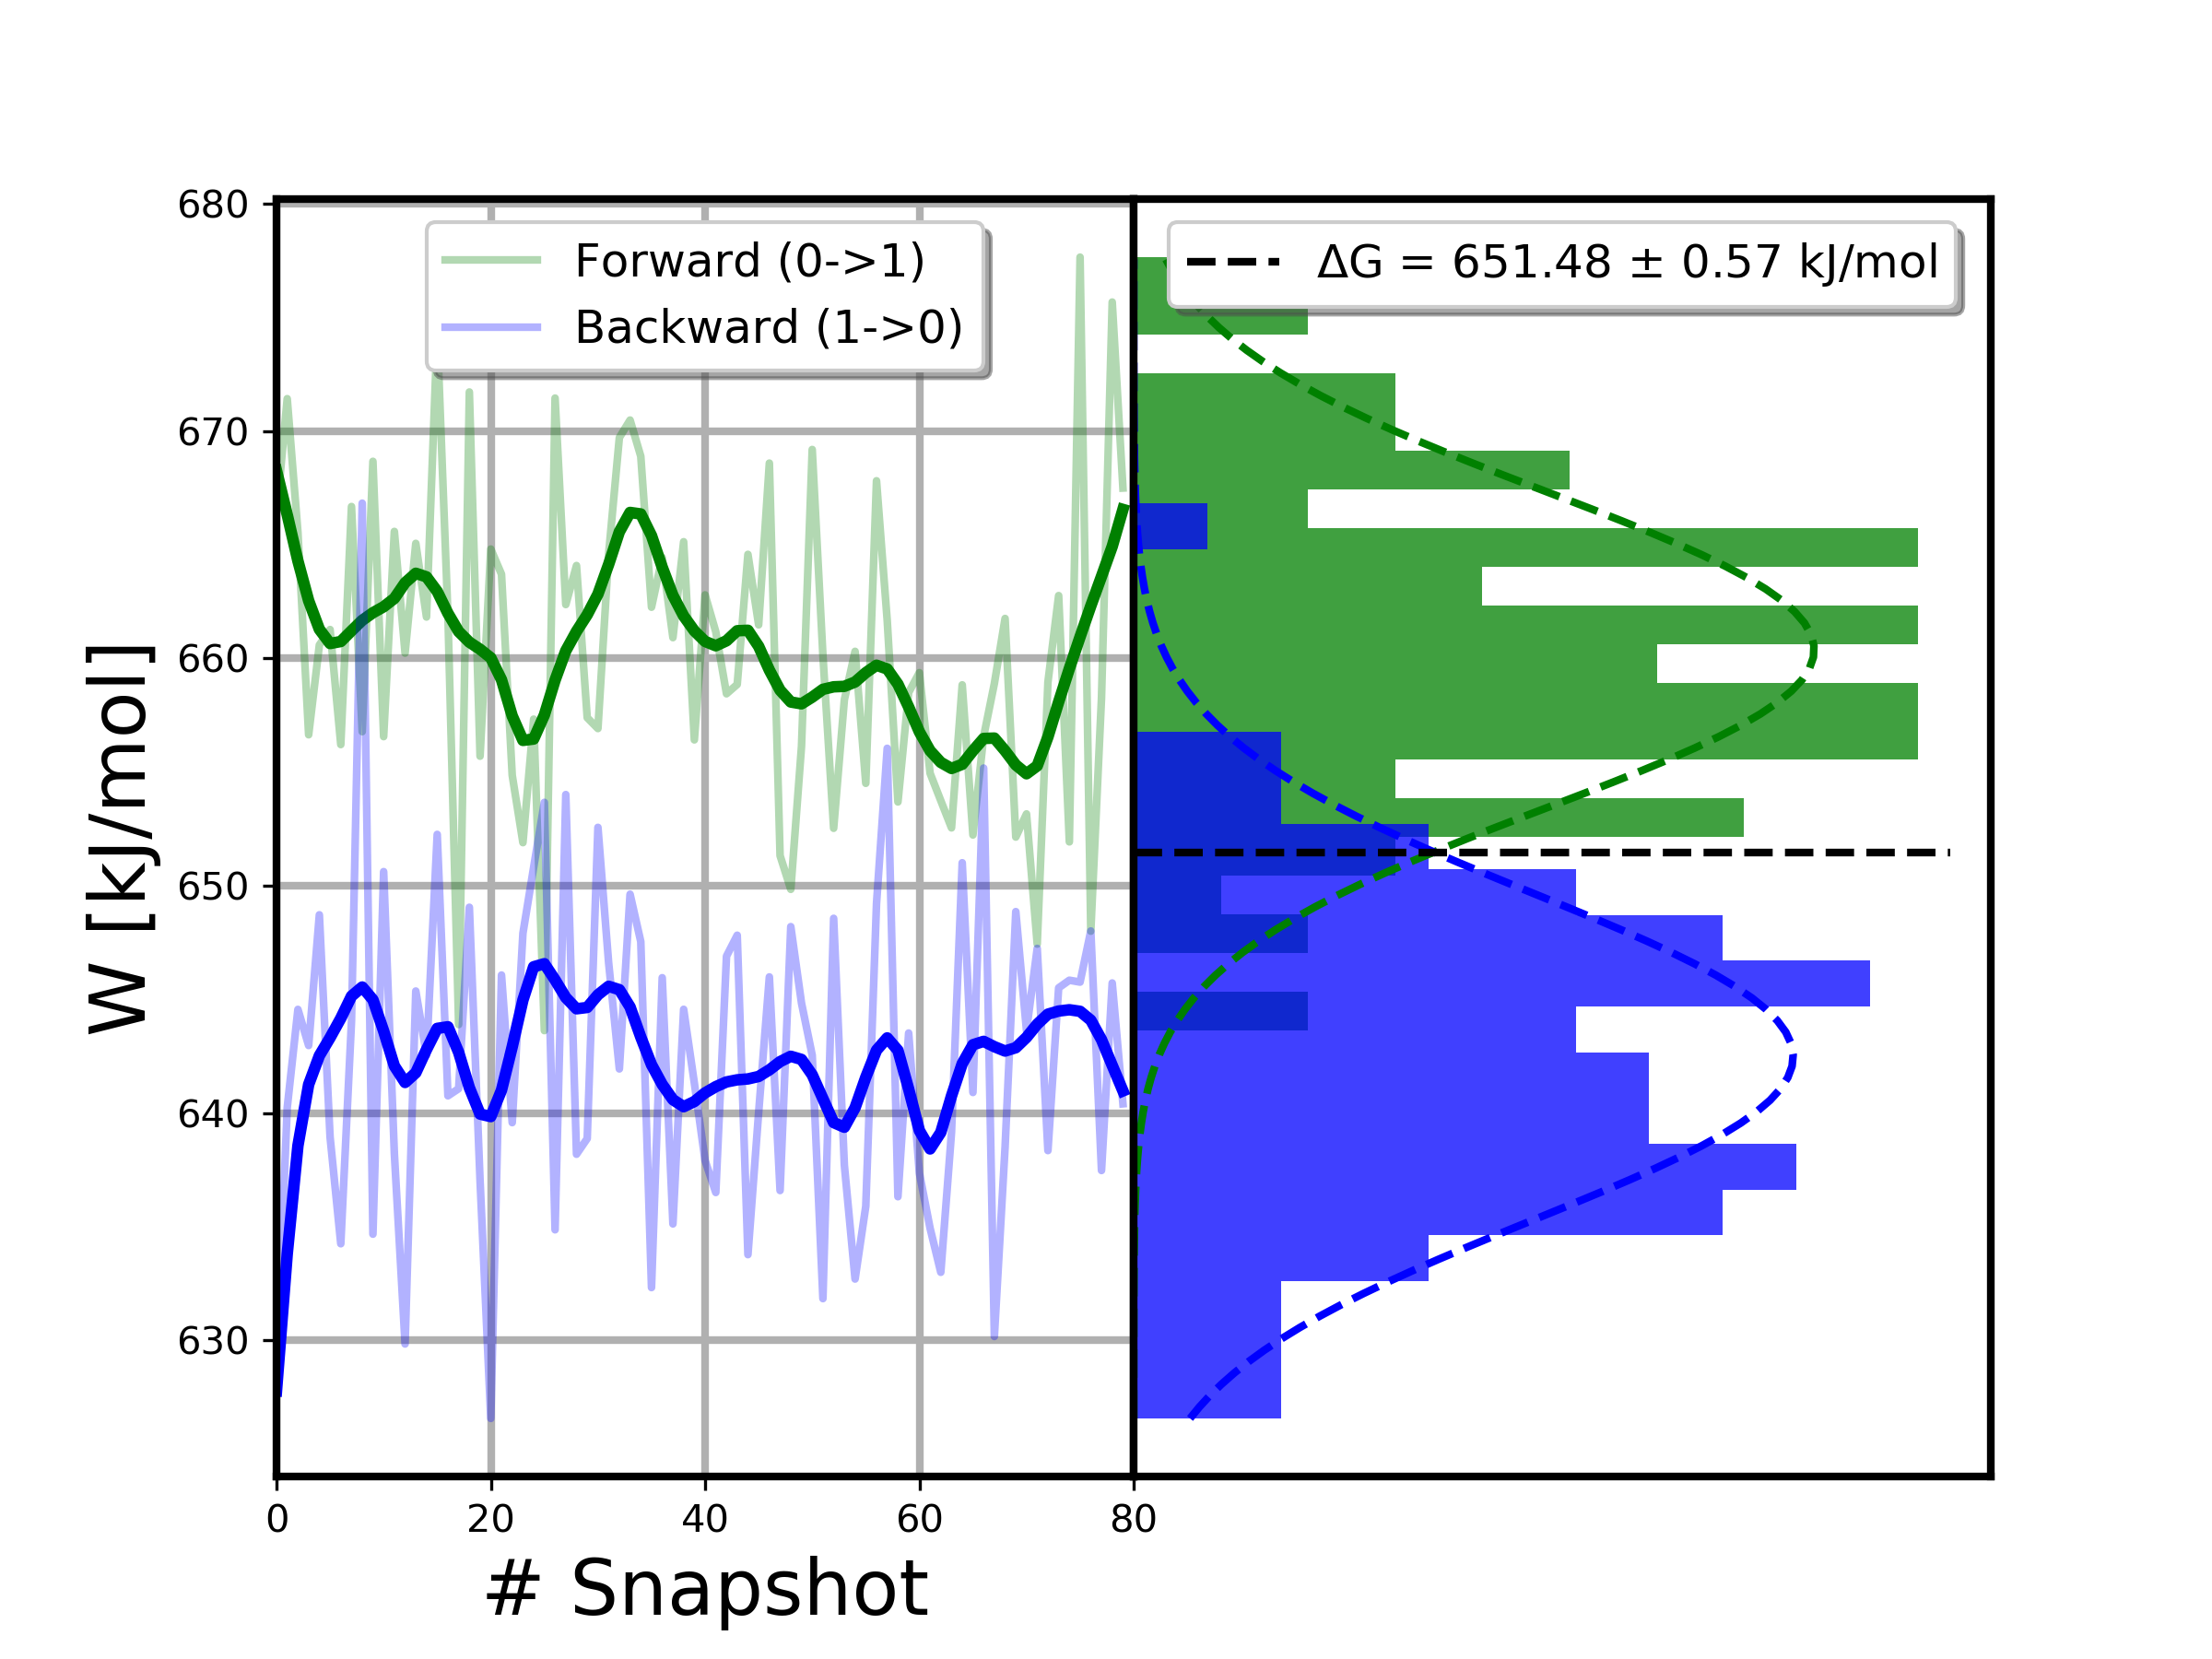 Forward (0->1)
Backward (1->0)
ΔG = 651.48 ± 0.57 kJ/mol
W [kJ/mol]
680
670
660
650
640
630
0 20 40 60 80
# Snapshot